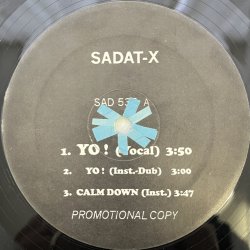 SADAT-X
SAD 53 A
1. YO! (Vocal) 3:50
2. YO! (Inst.-Dub) 3:00
3. CALM DOWN (Inst.) 3:47
PROMOTIONAL COPY